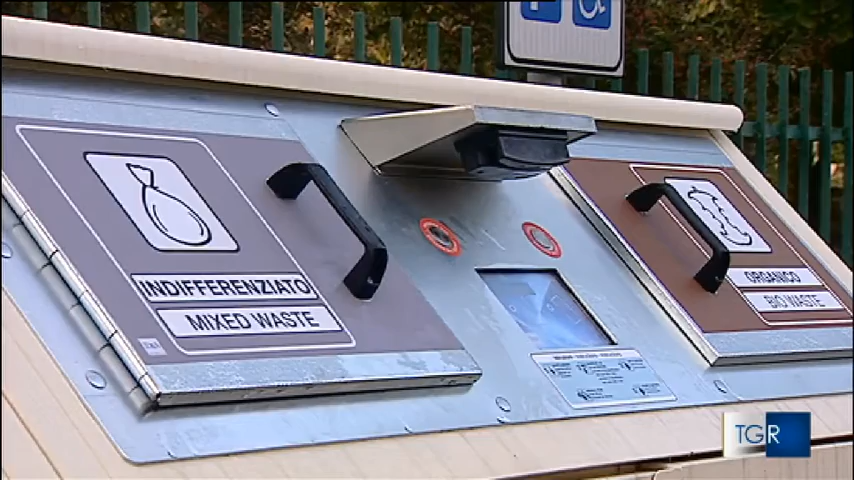 P
INDIFFERENZIATO
MIXED WASTE
ORGANICO
BIO WASTE
TGR